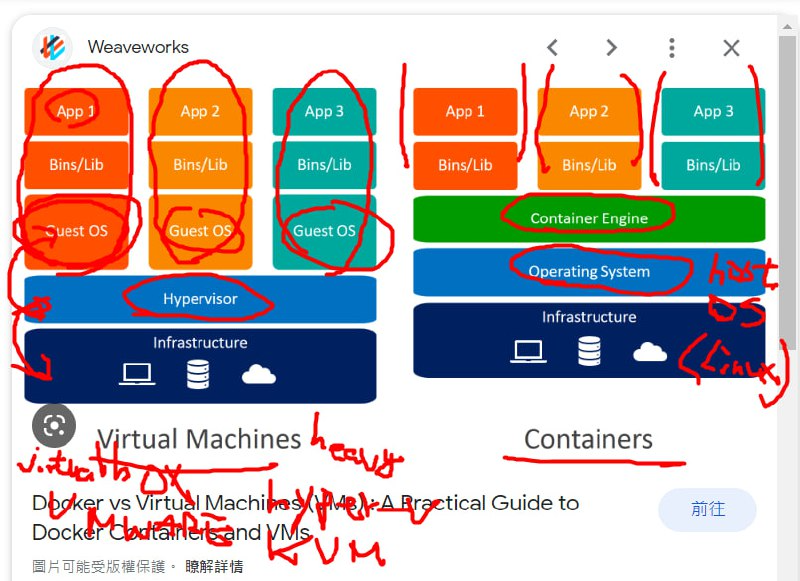 Weaveworks
App 1 App 2 App 3 App 1 App 2 App 3
Bins/Lib Bins/Lib Bins/Lib Bins/Lib Bins/Lib Bins/Lib
Guest OS Guest OS Guest OS Container Engine
Hypervisor Operating System host
OS
Infrastructure Infrastructure
(Linux)
Virtual Machines heavy Containers
virtualbox
Docker vs Virtual Machines (VMs) : A Practical Guide to
Docker Containers and VMs
VMWARE hyper-v
KVM
前往
圖片可能受版權保護。 瞭解詳情